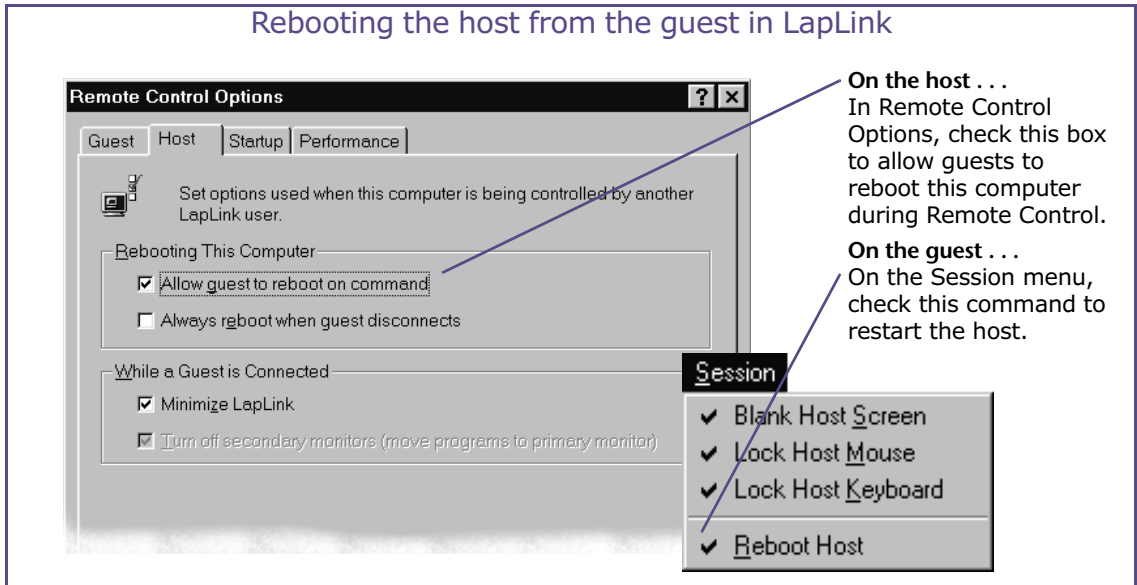 Rebooting the host from the guest in LapLink
Remote Control Options
Guest
Host
Startup
Performance
Set options used when this computer is being controlled by another
LapLink user.
Rebooting This Computer
Allow guest to reboot on command
Always reboot when guest disconnects
While a Guest is Connected
Minimize LapLink
Turn off secondary monitors (move programs to primary monitor)
On the host . . .
In Remote Control
Options, check this box
to allow guests to
reboot this computer
during Remote Control.
On the guest . . .
On the Session menu,
check this command to
restart the host.
Session
Blank Host Screen
Lock Host Mouse
Lock Host Keyboard
Reboot Host